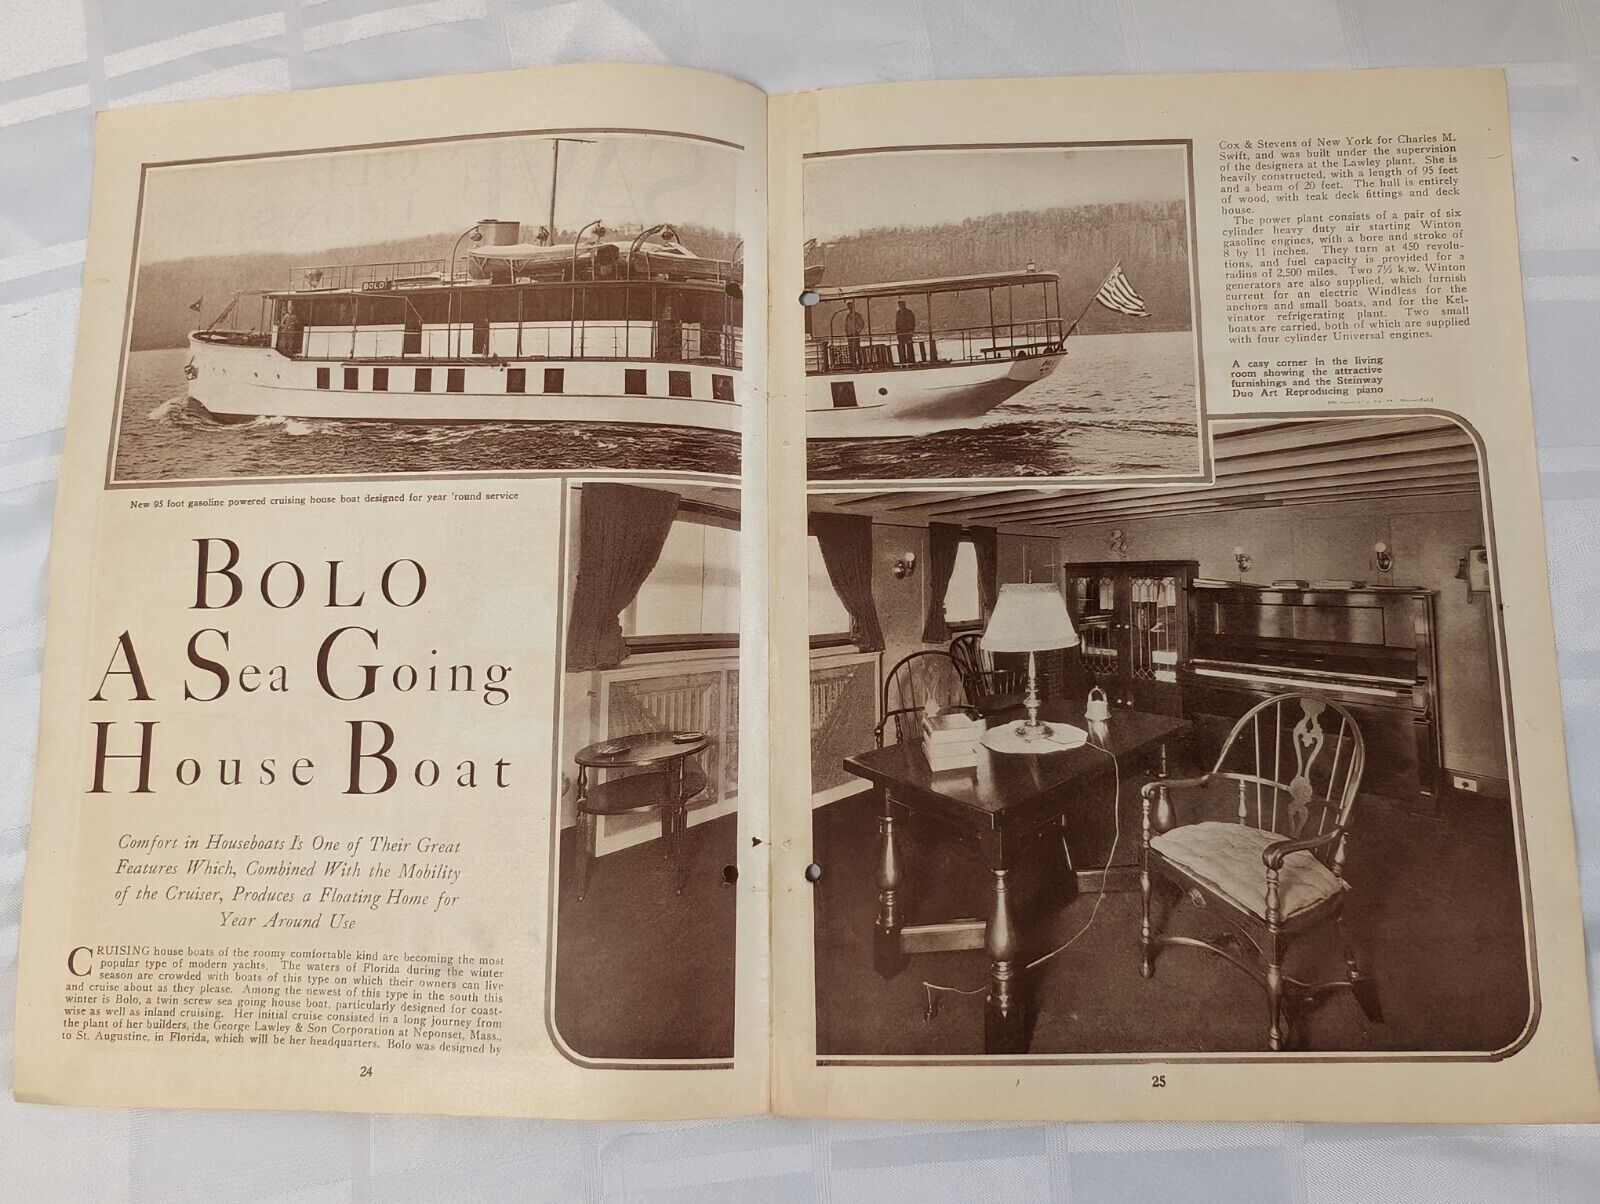 BOLO
New 95 foot gasoline powered cruising house boat designed for year 'round service
BOLO
A Sea Going
House Boat
Comfort in Houseboats Is One of Their Great
Features Which, Combined With the Mobility
of the Cruiser, Produces a Floating Home for
Year Around Use
CRUISING house boats of the roomy comfortable kind are becoming the most
popular type of modern yachts. The waters of Florida during the winter
season are crowded with boats of this type on which their owners can live
and cruise about as they please. Among the newest of this type in the south this
winter is Bolo, a twin screw sea going house boat, particularly designed for coast-
wise as well as inland cruising. Her initial cruise consisted in a long journey from
the plant of her builders, the George Lawley & Son Corporation at Neponset, Mass.,
to St. Augustine, in Florida, which will be her headquarters. Bolo was designed by
24
Cox & Stevens of New York for Charles M.
Swift, and was built under the supervision
of the designers at the Lawley plant. She is
heavily constructed, with a length of 95 feet
and a beam of 20 feet. The hull is entirely
of wood, with teak deck fittings and deck
house.
The power plant consists of a pair of six
cylinder heavy duty air starting Winton
gasoline engines, with a bore and stroke of
8 by 11 inches. They turn at 450 revolu-
tions, and fuel capacity is provided for a
radius of 2,500 miles. Two 7½ k.w. Winton
generators are also supplied, which furnish
current for an electric Windless for the
anchors and small boats, and for the Kel-
vinator refrigerating plant. Two small
boats are carried, both of which are supplied
with four cylinder Universal engines.
A casy corner in the living
room showing the attractive
furnishings and the Steinway
Duo Art Reproducing piano
25